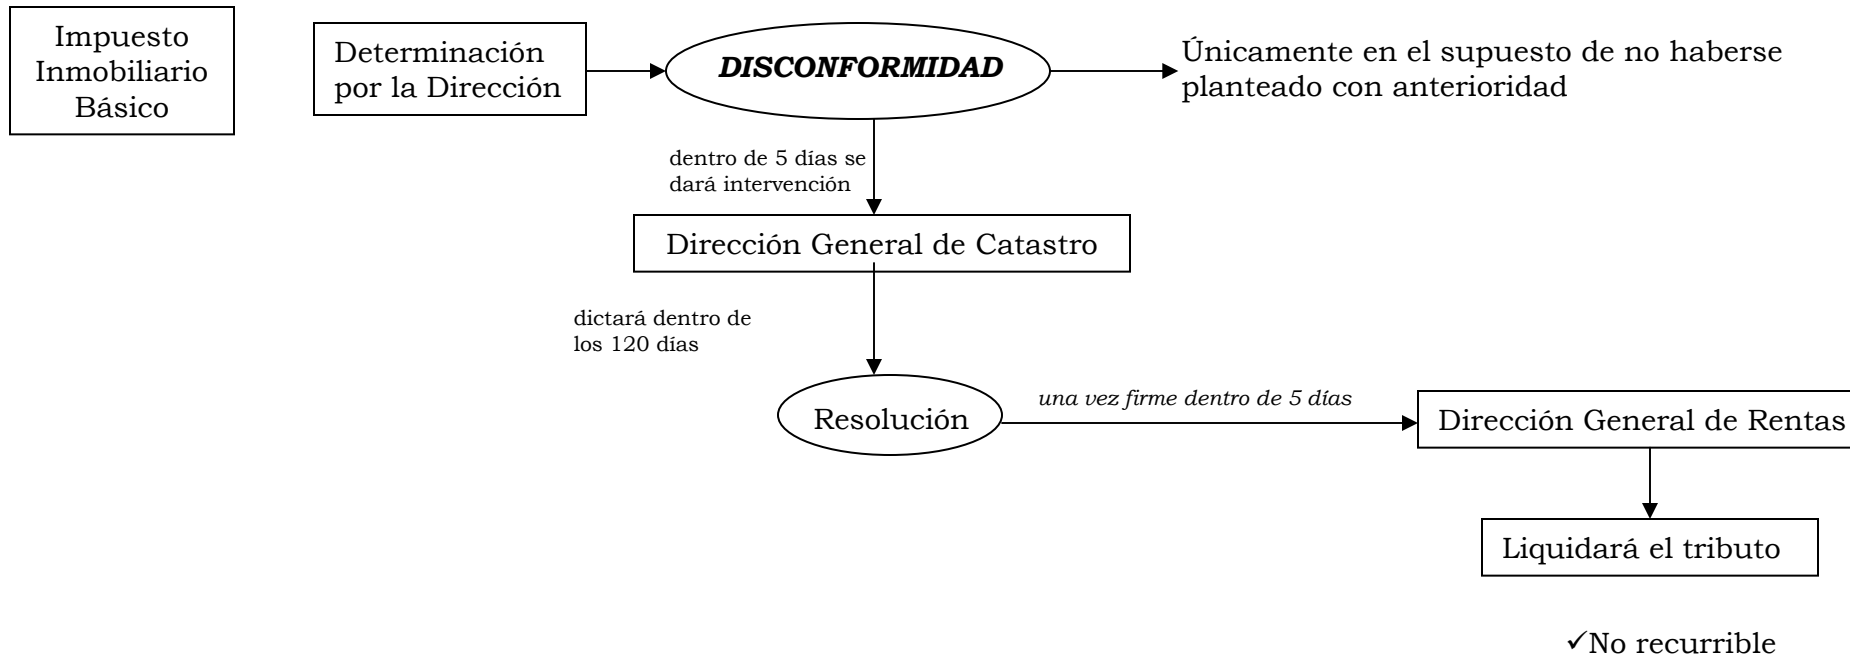 Impuesto
Inmobiliario
Básico
Determinación
por la Dirección
DISCONFORMIDAD
Únicamente en el supuesto de no haberse
planteado con anterioridad
dentro de 5 días se
dará intervención
Dirección General de Catastro
dictará dentro de
los 120 días
Resolución
una vez firme dentro de 5 días
Dirección General de Rentas
Liquidará el tributo
✓No recurrible